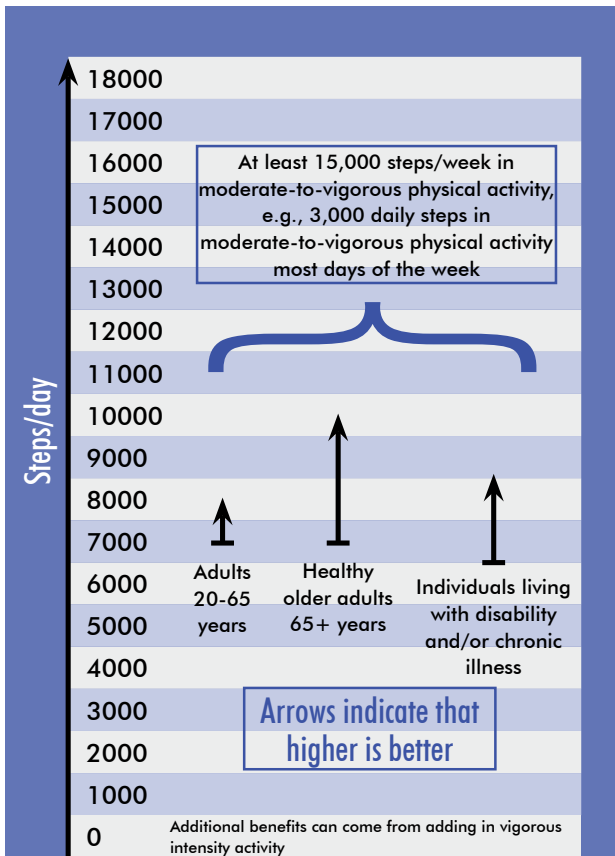 Steps/day
18000
17000
16000
15000
14000
13000
12000
11000
10000
9000
8000
7000
6000
5000
4000
3000
2000
1000
0
At least 15,000 steps/week in
moderate-to-vigorous physical activity,
e.g., 3,000 daily steps in
moderate-to-vigorous physical activity
most days of the week
Adults
20-65
years
Healthy
older adults
65+ years
Individuals living
with disability
and/or chronic
illness
Arrows indicate that
higher is better
Additional benefits can come from adding in vigorous
intensity activity